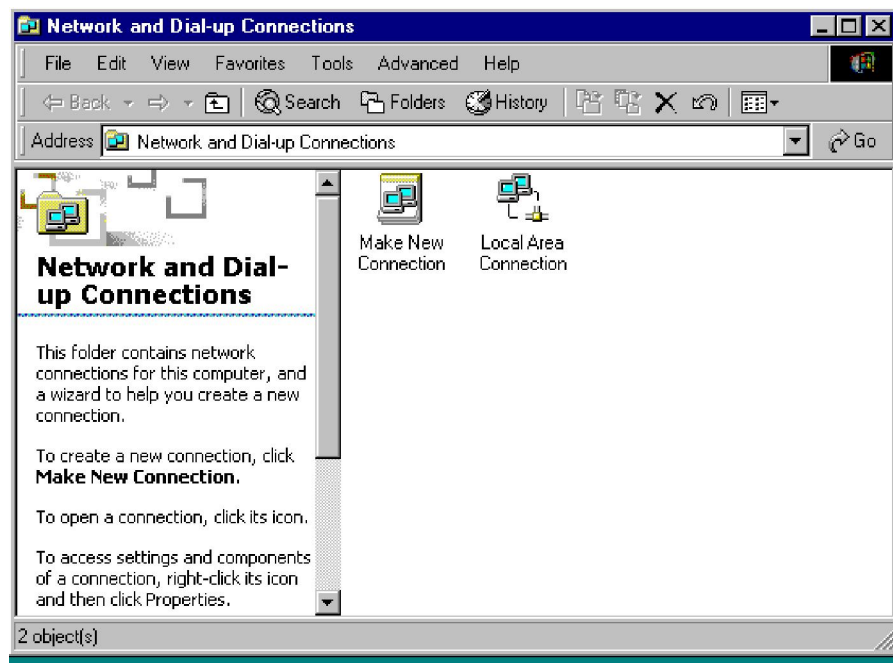 Network and Dial-up Connections
File Edit View Favorites Tools Advanced Help
Back Search Folders History
Address Network and Dial-up Connections Go
Network and Dial-
up Connections
This folder contains network
connections for this computer, and
a wizard to help you create a new
connection.
To create a new connection, click
Make New Connection.
To open a connection, click its icon.
To access settings and components
of a connection, right-click its icon
and then click Properties.
Make New
Connection
Local Area
Connection
2 object(s)